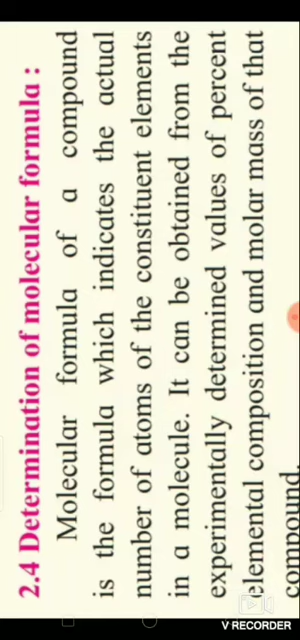 2.4 Determination of molecular formula :
Molecular formula of a compound
is the formula which indicates the actual
number of atoms of the constituent elements
in a molecule. It can be obtained from the
experimentally determined values of percent
elemental composition and molar mass of that
compound.
V RECORDER